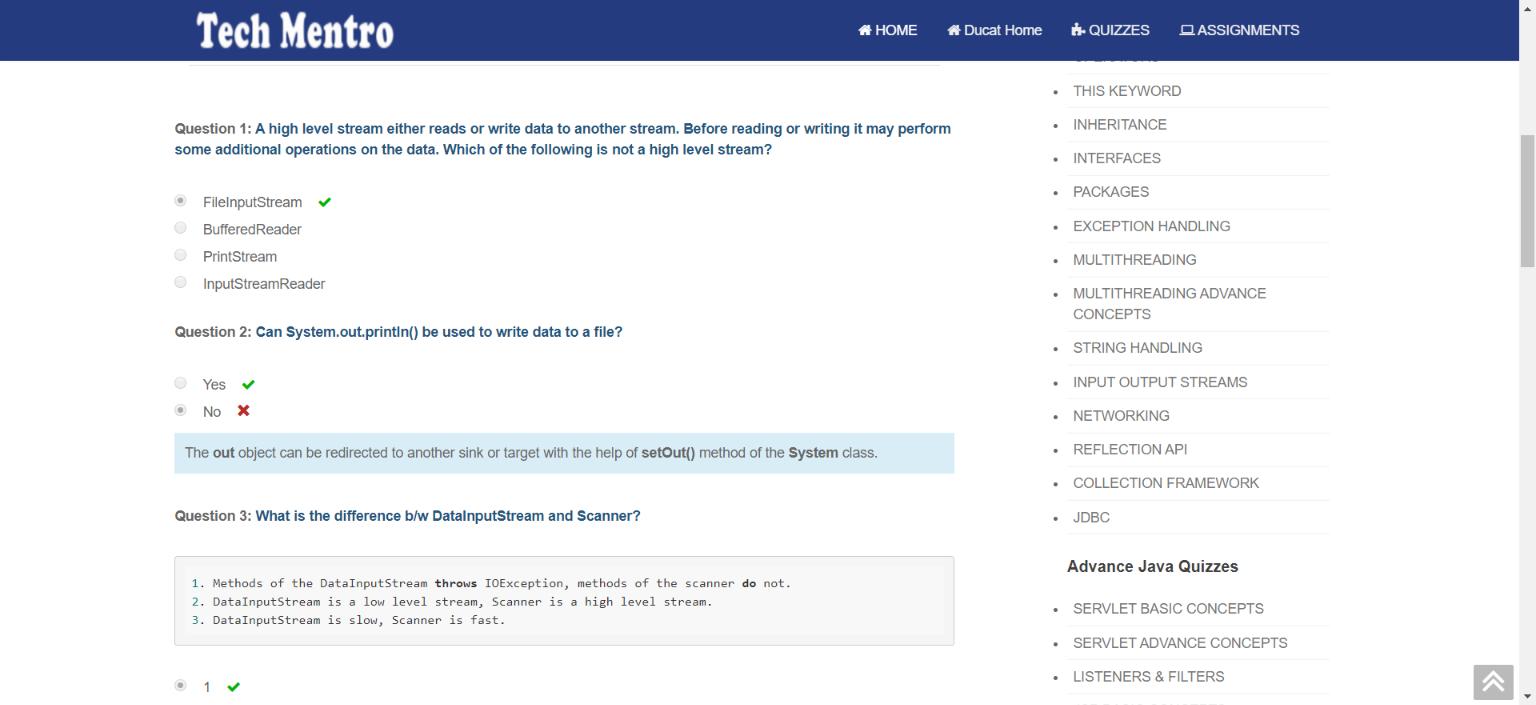 Tech Mentro
HOME
Ducat Home
QUIZZES
ASSIGNMENTS
Question 1: A high level stream either reads or write data to another stream. Before reading or writing it may perform
some additional operations on the data. Which of the following is not a high level stream?
FileInputStream
BufferedReader
PrintStream
InputStreamReader
Question 2: Can System.out.println() be used to write data to a file?
Yes
No
The out object can be redirected to another sink or target with the help of setOut() method of the System class.
Question 3: What is the difference b/w DataInputStream and Scanner?
1. Methods of the DataInputStream throws IOException, methods of the scanner do not.
2. DataInputStream is a low level stream, Scanner is a high level stream.
3. DataInputStream is slow, Scanner is fast.
1
THIS KEYWORD
INHERITANCE
INTERFACES
PACKAGES
EXCEPTION HANDLING
MULTITHREADING
MULTITHREADING ADVANCE
CONCEPTS
STRING HANDLING
INPUT OUTPUT STREAMS
NETWORKING
REFLECTION API
COLLECTION FRAMEWORK
JDBC
Advance Java Quizzes
SERVLET BASIC CONCEPTS
SERVLET ADVANCE CONCEPTS
LISTENERS & FILTERS